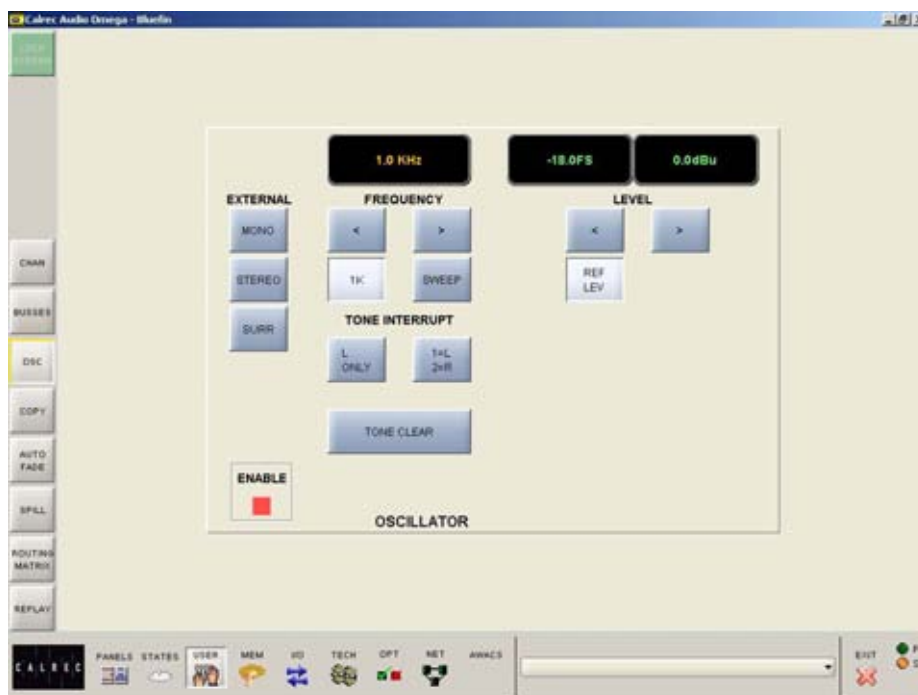 Calrec Audio Omega - Bluefin
1.0 KHz
-18.0FS
0.0dBu
EXTERNAL
FREQUENCY
LEVEL
MONO
<
>
<
>
STEREO
1K
SWEEP
REF
LEV
SURR
TONE INTERRUPT
L
ONLY
1=L
2=R
TONE CLEAR
ENABLE
OSCILLATOR
CHAN
BUSSES
OSC
COPY
AUTO
FADE
SPILL
ROUTING
MATRIX
REPLAY
CALREC
PANELS
STATES
USER
MEM
I/O
TECH
OPT
NET
AWACS
EXIT